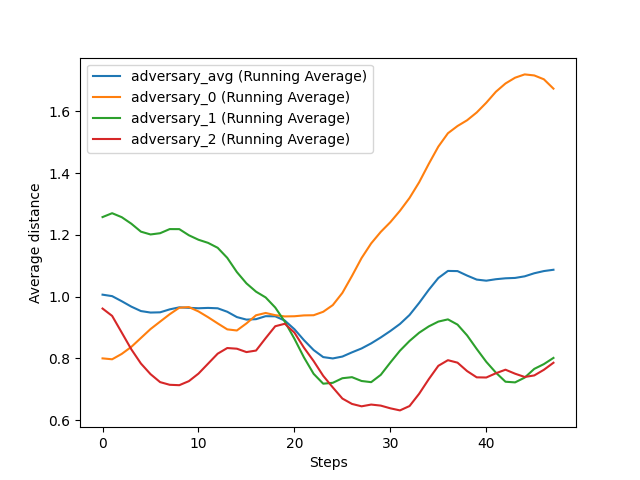 adversary_avg (Running Average)
adversary_0 (Running Average)
adversary_1 (Running Average)
adversary_2 (Running Average)
1.6
1.4
1.2
1.0
0.8
0.6
Average distance
0 10 20 30 40
Steps